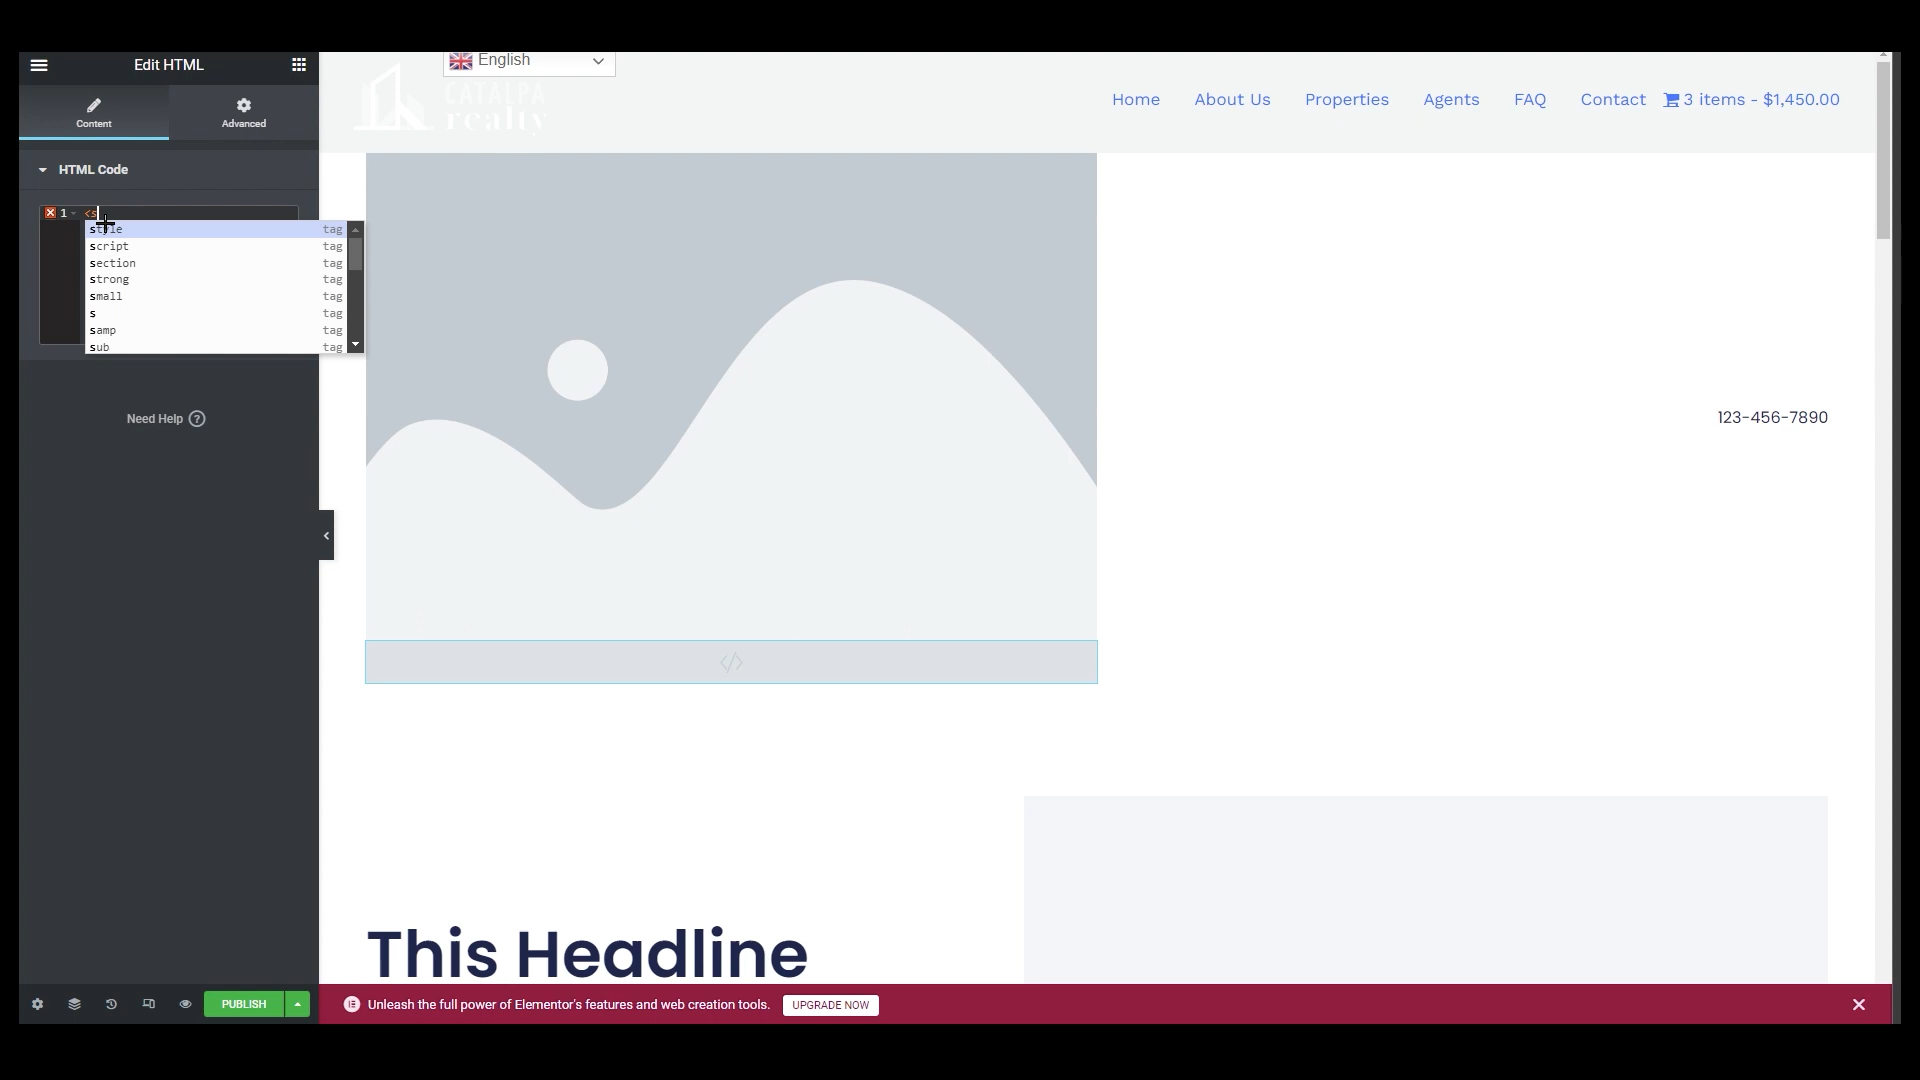 Edit HTML
Content
Advanced
HTML Code
1 <s
style tag
script tag
section tag
strong tag
small tag
s tag
samp tag
sub tag
Need Help ?
PUBLISH
English
CATALPA
realty
Home
About Us
Properties
Agents
FAQ
Contact
3 items - $1,450.00
</>
123-456-7890
This Headline
Unleash the full power of Elementor's features and web creation tools.
UPGRADE NOW